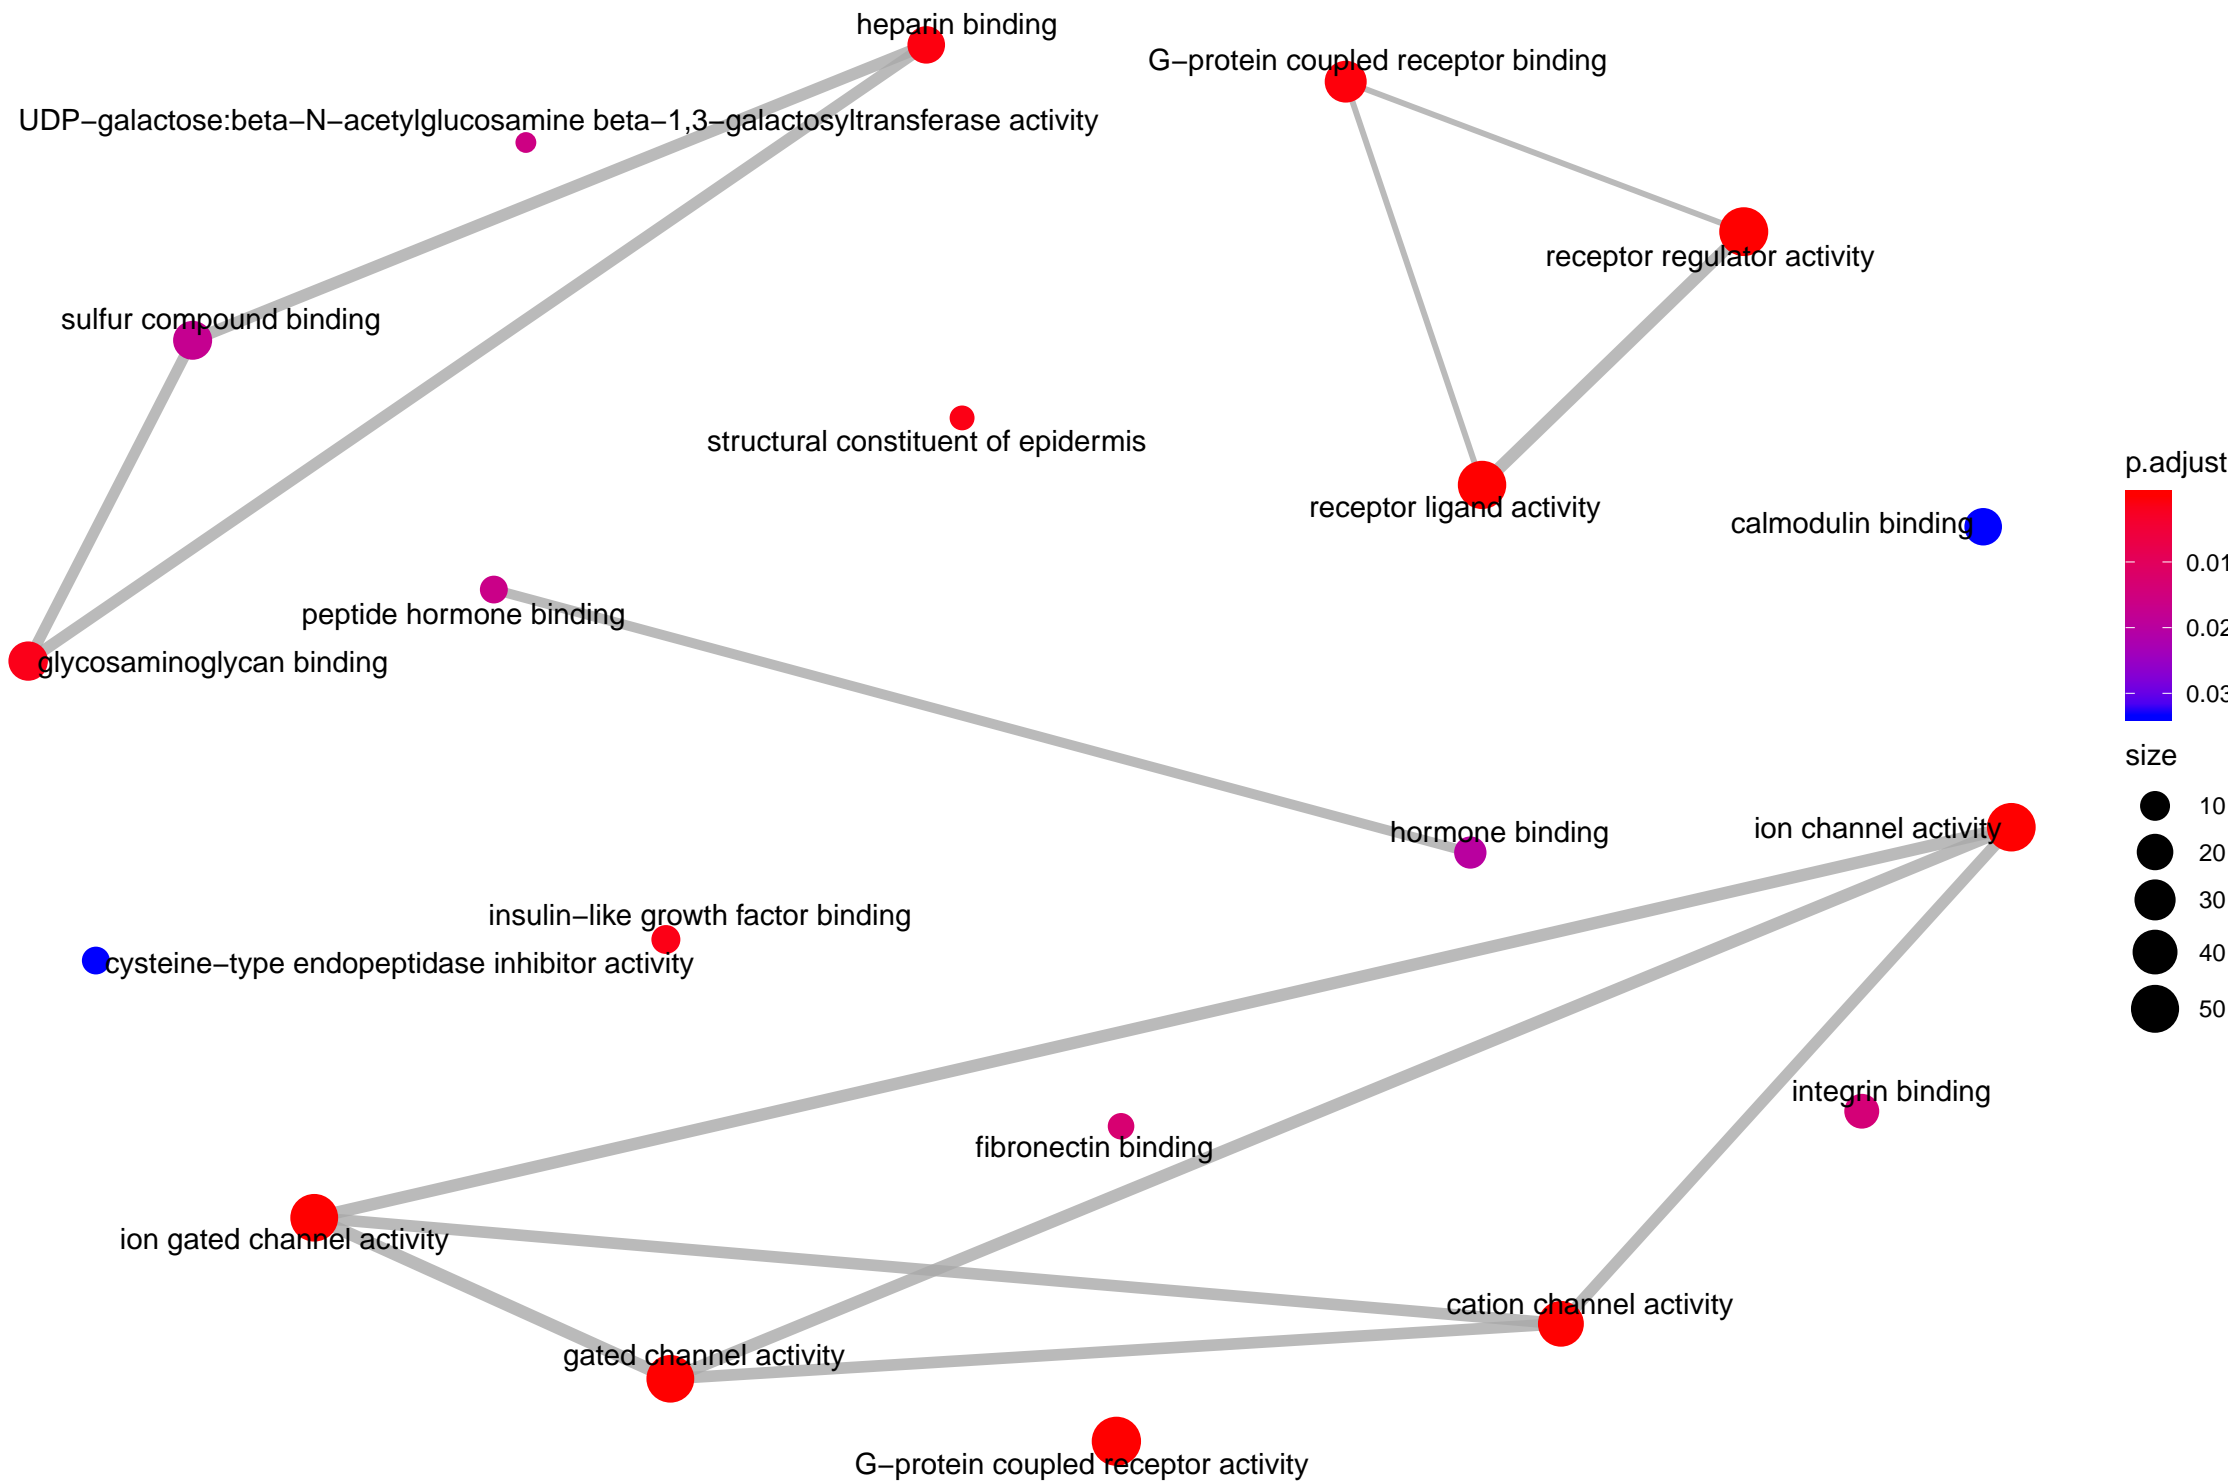 heparin binding
G−protein coupled receptor binding
UDP−galactose:beta−N−acetylglucosamine beta−1,3−galactosyltransferase activity
receptor regulator activity
sulfur compound binding
structural constituent of epidermis
receptor ligand activity
calmodulin binding
peptide hormone binding
glycosaminoglycan binding
hormone binding
ion channel activity
insulin−like growth factor binding
cysteine−type endopeptidase inhibitor activity
integrin binding
fibronectin binding
ion gated channel activity
cation channel activity
gated channel activity
G−protein coupled receptor activity
p.adjust
0.01
0.02
0.03
size
10
20
30
40
50